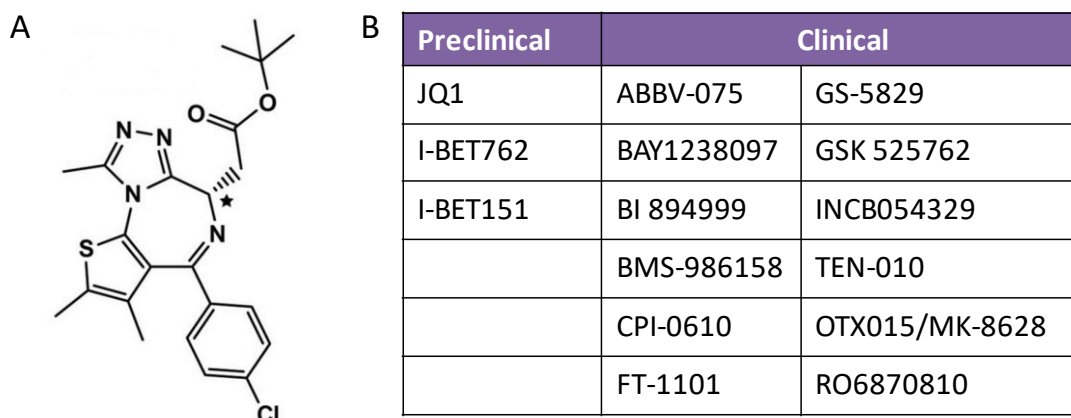 A
O
O
N
N
N
N
S
Cl
★
B
Preclinical Clinical
JQ1 ABBV-075 GS-5829
I-BET762 BAY1238097 GSK 525762
I-BET151 BI 894999 INCB054329
BMS-986158 TEN-010
CPI-0610 OTX015/MK-8628
FT-1101 RO6870810